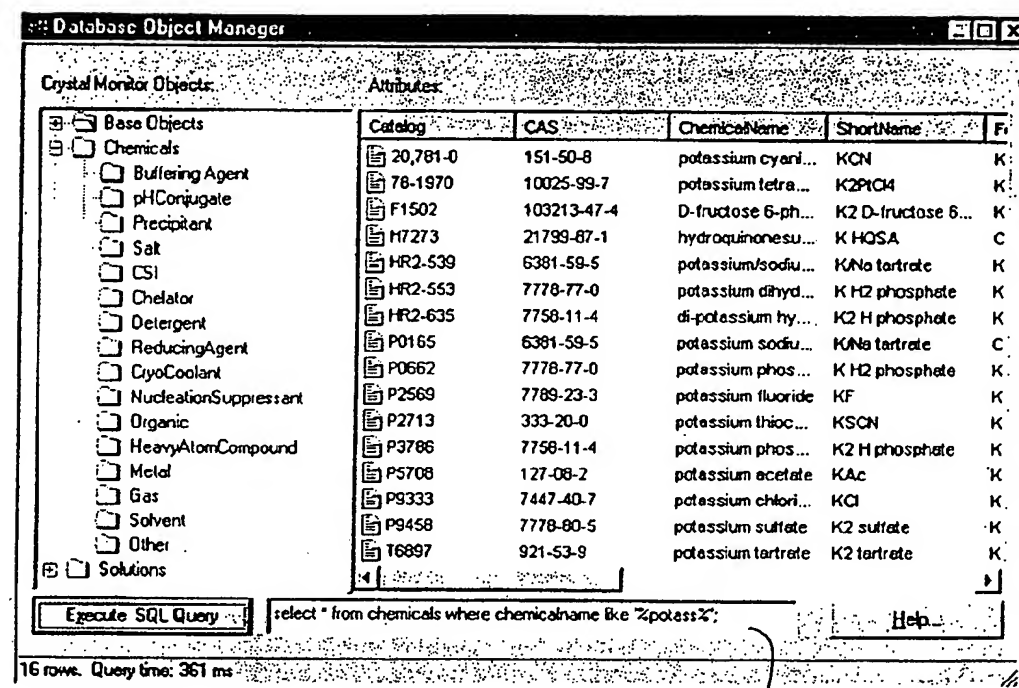 Database Object Manager
Crystal Monitor Objects:
Attributes:
Base Objects
Chemicals
Buffering Agent
pHConjugate
Precipitant
Salt
CSI
Chelator
Detergent
ReducingAgent
CryoCoolant
NucleationSuppressant
Organic
HeavyAtomCompound
Metal
Gas
Solvent
Other
Solutions
Catalog CAS ChemicalName ShortName
20,781-0 151-50-8 potassium cyani... KCN K
76-1970 10025-99-7 potassium tetra... K2PtCl4 K
F1502 103213-47-4 D-fructose 6-ph... K2 D-fructose 6... K
H7273 21799-87-1 hydroquinonesu... K HQSA C
HR2-539 6381-59-5 potassium/sodiu... K/Na tartrate K
HR2-553 7778-77-0 potassium dihyd... K H2 phosphate K
HR2-635 7758-11-4 di-potassium hy... K2 H phosphate K
P0165 6381-59-5 potassium sodiu... K/Na tartrate C
P0662 7778-77-0 potassium phos... K H2 phosphate K
P2569 7789-23-3 potassium fluoride KF K
P2713 333-20-0 potassium thioc... KSCN K
P3786 7758-11-4 potassium phos... K2 H phosphate K
P5708 127-08-2 potassium acetate KAc K
P9333 7447-40-7 potassium chlori... KCl K
P9458 7778-80-5 potassium sulfate K2 sulfate K
T6897 921-53-9 potassium tartrate K2 tartrate K
Execute SQL Query
select * from chemicals where chemicalname like "%potass%";
Help...
16 rows. Query time: 361 ms